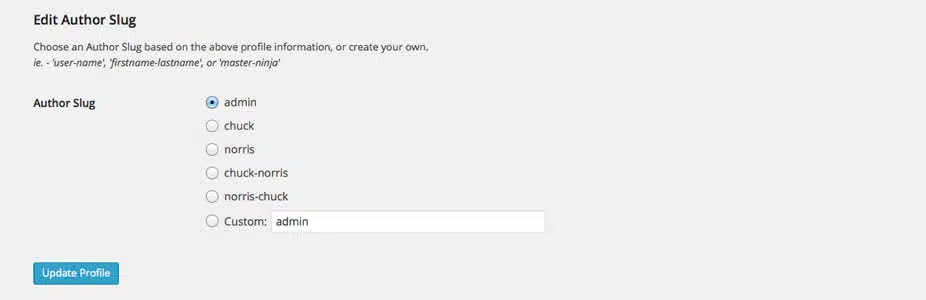 Edit Author Slug
Choose an Author Slug based on the above profile information, or create your own.
ie. - 'user-name', 'firstname-lastname', or 'master-ninja'
Author Slug
admin
chuck
norris
chuck-norris
norris-chuck
Custom: admin
Update Profile